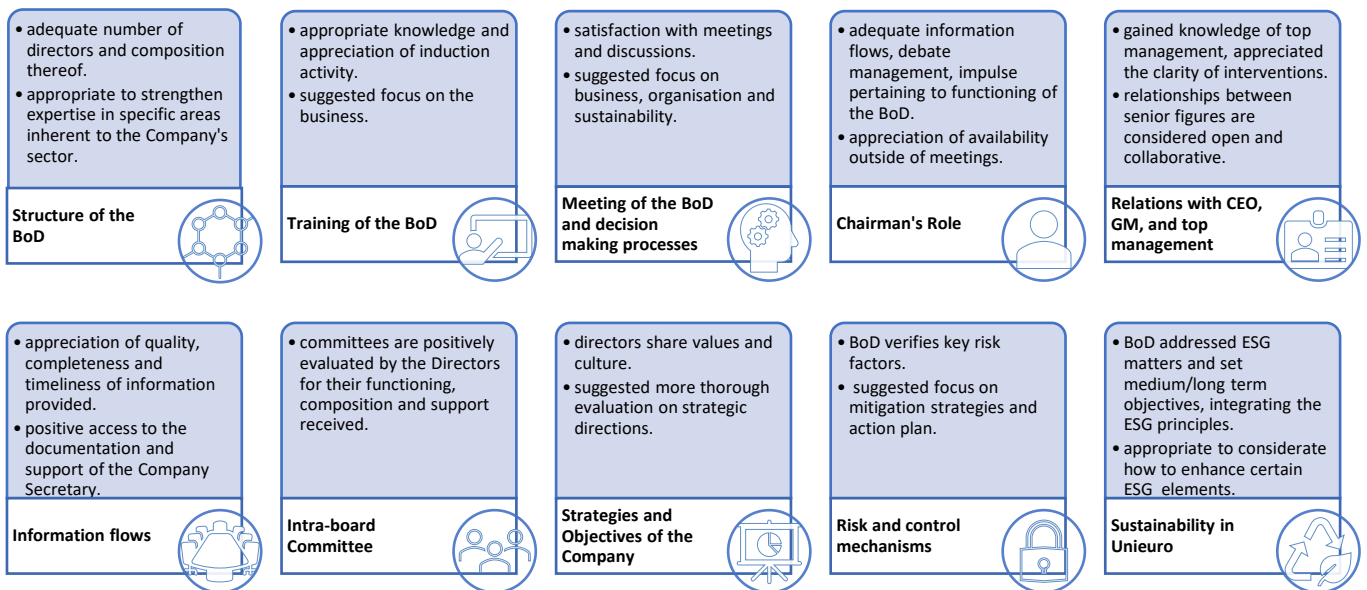 • adequate number of
directors and composition
thereof.
• appropriate to strengthen
expertise in specific areas
inherent to the Company's
sector.
Structure of the
BoD
• appropriate knowledge and
appreciation of induction
activity.
• suggested focus on the
business.
Training of the BoD
• satisfaction with meetings
and discussions.
• suggested focus on
business, organisation and
sustainability.
Meeting of the BoD
and decision
making processes
• adequate information
flows, debate
management, impulse
pertaining to functioning of
the BoD.
• appreciation of availability
outside of meetings.
Chairman's Role
• gained knowledge of top
management, appreciated
the clarity of interventions.
• relationships between
senior figures are
considered open and
collaborative.
Relations with CEO,
GM, and top
management
• appreciation of quality,
completeness and
timeliness of information
provided.
• positive access to the
documentation and
support of the Company
Secretary.
Information flows
• committees are positively
evaluated by the Directors
for their functioning,
composition and support
received.
Intra-board
Committee
• directors share values and
culture.
• suggested more thorough
evaluation on strategic
directions.
Strategies and
Objectives of the
Company
• BoD verifies key risk
factors.
• suggested focus on
mitigation strategies and
action plan.
Risk and control
mechanisms
• BoD addressed ESG
matters and set
medium/long term
objectives, integrating the
ESG principles.
• appropriate to considerate
how to enhance certain
ESG elements.
Sustainability in
Unieuro